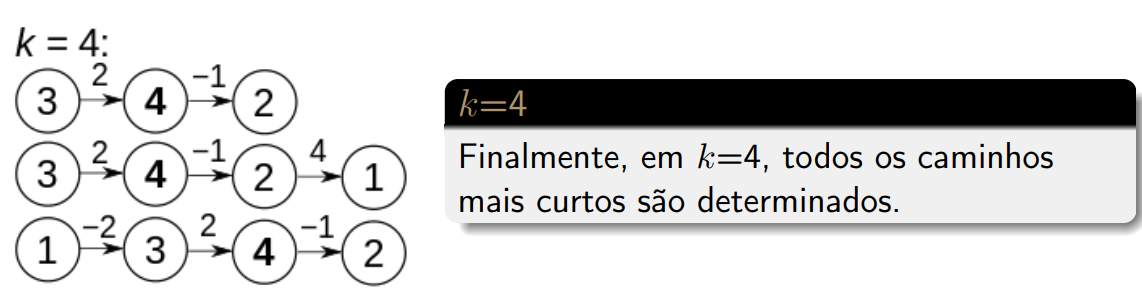 k = 4:
3 2 4 −1 2
3 2 4 −1 2 4 1
1 −2 3 2 4 −1 2
k=4
Finalmente, em k=4, todos os caminhos
mais curtos são determinados.